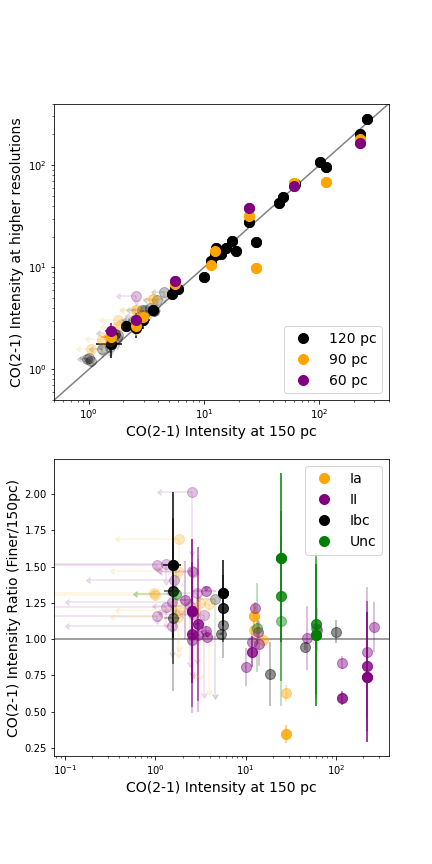 CO(2-1) Intensity at higher resolutions
10²
10¹
10⁰
120 pc
90 pc
60 pc
10⁰ 10¹ 10²
CO(2-1) Intensity at 150 pc
CO(2-1) Intensity Ratio (Finer/150pc)
2.00
1.75
1.50
1.25
1.00
0.75
0.50
0.25
Ia
II
Ibc
Unc
10⁻¹ 10⁰ 10¹ 10²
CO(2-1) Intensity at 150 pc